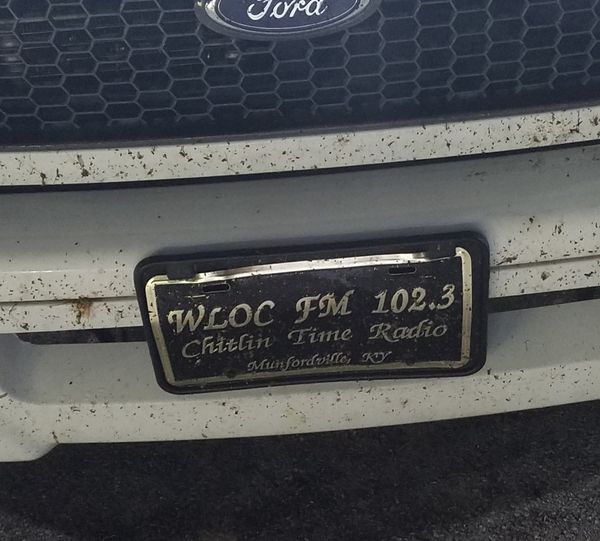 Ford
WLOC FM 102.3
Chitlin Time Radio
Munfordville, KY